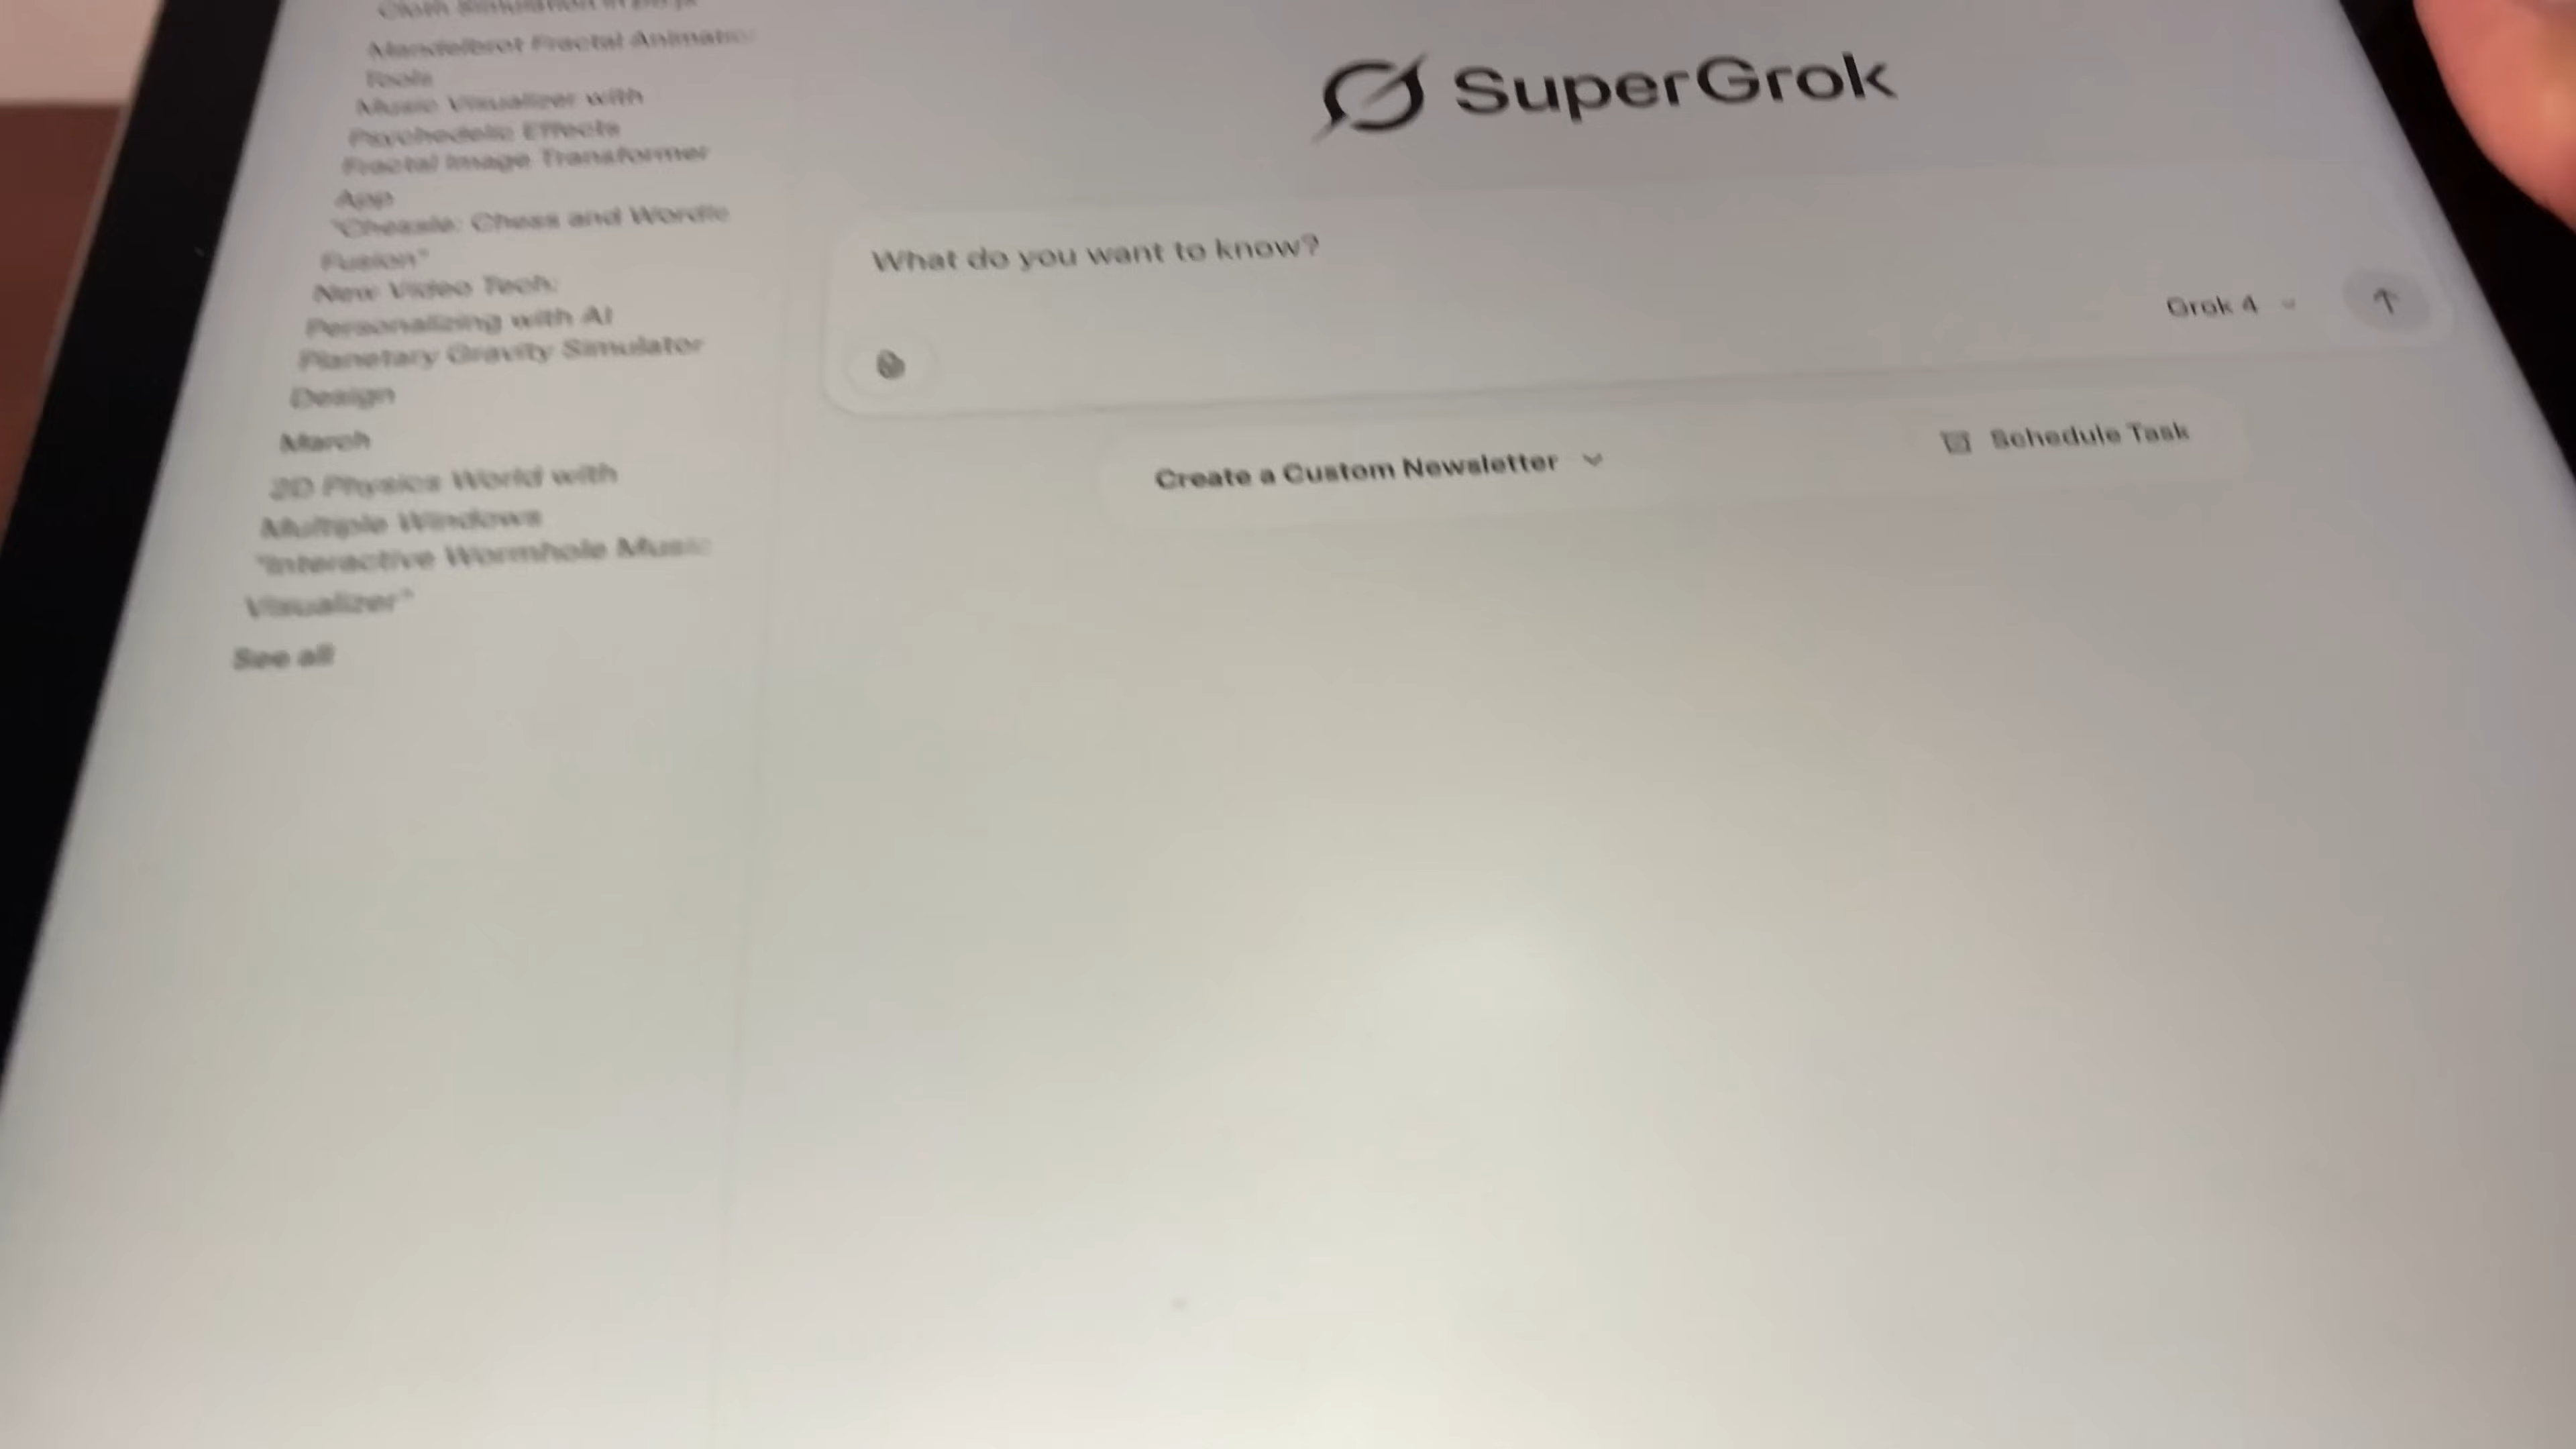 Mandelbrot Fractal Animatio
Tools
Music Visualizer with
Psychedelic Effects
Fractal Image Transformer
App
"Chessle: Chess and Wordle
Fusion"
New Video Tech:
Personalizing with AI
Planetary Gravity Simulator
Design
March
2D Physics World with
Multiple Windows
"Interactive Wormhole Music
Visualizer"
See all
SuperGrok
What do you want to know?
Grok 4
Create a Custom Newsletter
Schedule Task